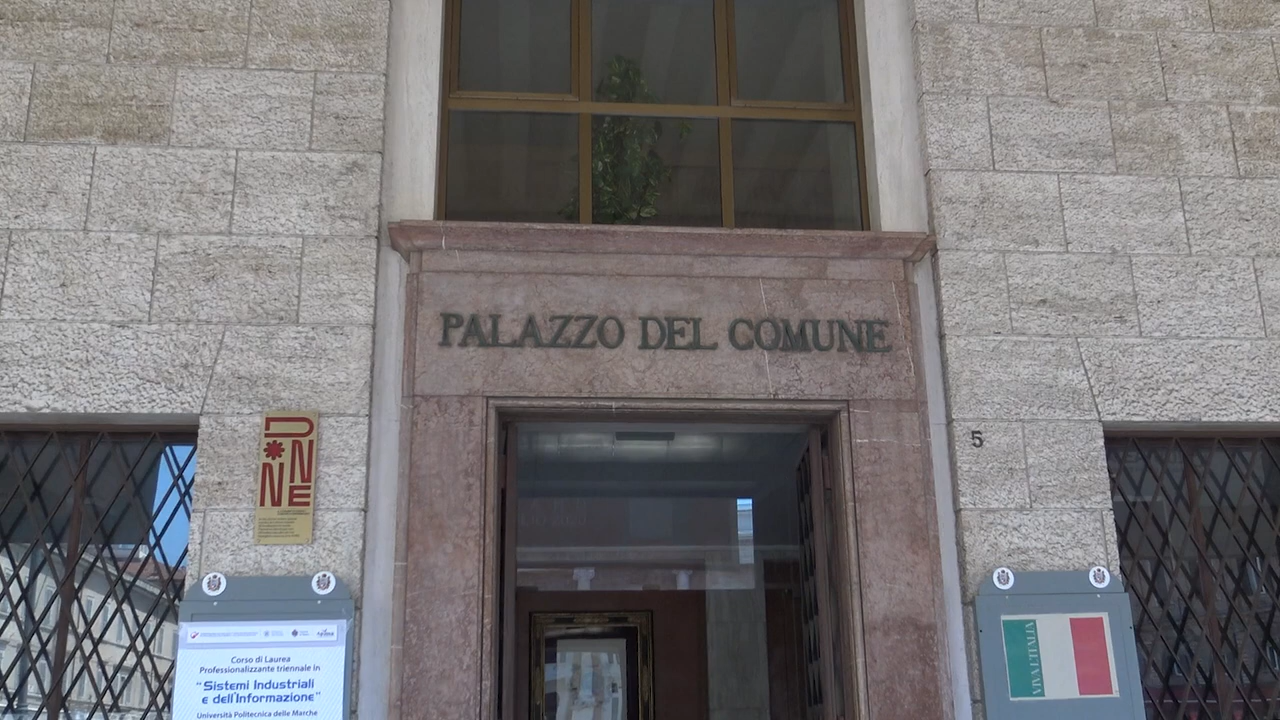 PALAZZO DEL COMUNE
5
DONNE
Corso di Laurea
Professionalizzante triennale in
"Sistemi Industriali
e dell'Informazione"
Università Politecnica delle Marche
VIVA L'ITALIA